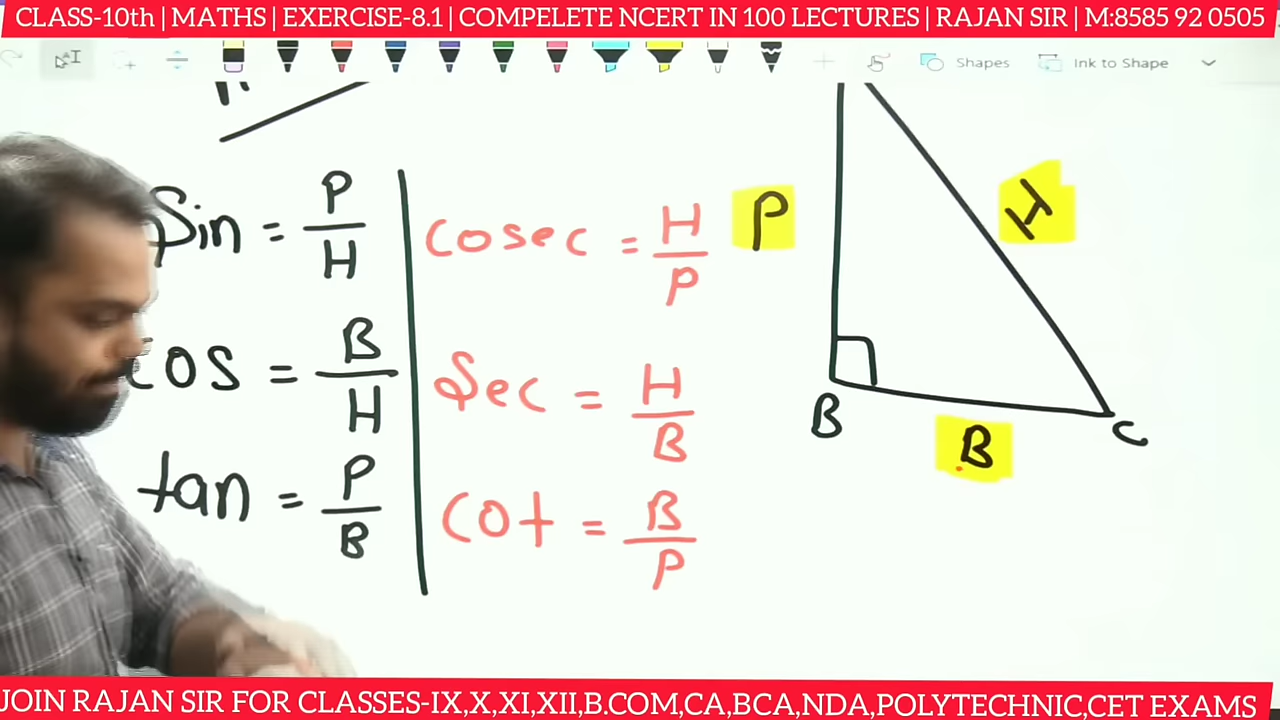 CLASS-10th | MATHS | EXERCISE-8.1 | COMPELETE NCERT IN 100 LECTURES | RAJAN SIR | M:8585 92 0505
Shapes
Ink to Shape
Sin = P/H
cosec = H/P
cos = B/H
Sec = H/B
tan = P/B
cot = B/P
P
H
B
B
C
JOIN RAJAN SIR FOR CLASSES-IX,X,XI,XII,B.COM,CA,BCA,NDA,POLYTECHNIC,CET EXAMS